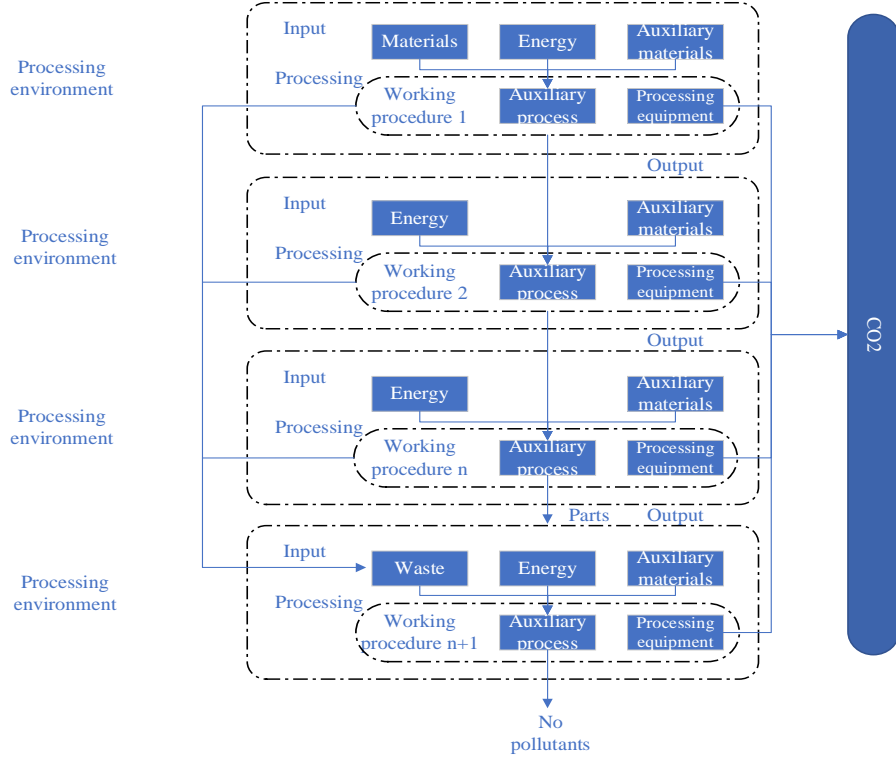 Input
Materials
Energy
Auxiliary
materials
Processing
environment
Processing
Working
procedure 1
Auxiliary
process
Processing
equipment
Output
Input
Energy
Auxiliary
materials
Processing
environment
Processing
Working
procedure 2
Auxiliary
process
Processing
equipment
CO2
Output
Input
Energy
Auxiliary
materials
Processing
environment
Processing
Working
procedure n
Auxiliary
process
Processing
equipment
Parts
Output
Input
Waste
Energy
Auxiliary
materials
Processing
environment
Processing
Working
procedure n+1
Auxiliary
process
Processing
equipment
No
pollutants